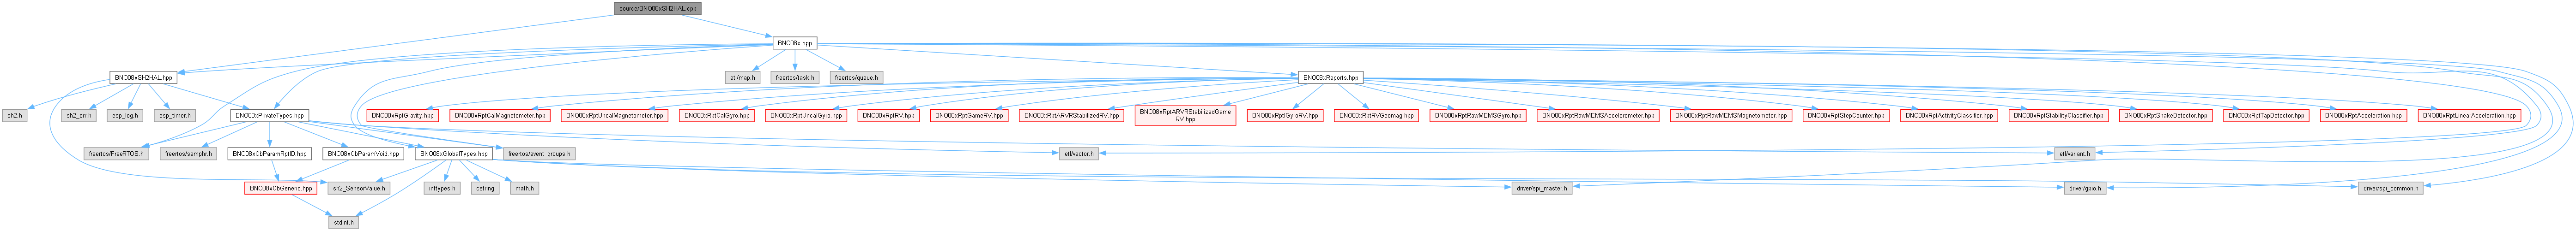 source/BNO08xSH2HAL.cpp
BNO08x.hpp
BNO08xSH2HAL.hpp
etl/map.h
freertos/task.h
freertos/queue.h
BNO08xReports.hpp
sh2.h
sh2_err.h
esp_log.h
esp_timer.h
BNO08xPrivateTypes.hpp
BNO08xRptGravity.hpp
BNO08xRptCalMagnetometer.hpp
BNO08xRptUncalMagnetometer.hpp
BNO08xRptCalGyro.hpp
BNO08xRptUncalGyro.hpp
BNO08xRptRV.hpp
BNO08xRptGameRV.hpp
BNO08xRptARVRStabilizedRV.hpp
BNO08xRptARVRStabilizedGame
RV.hpp
BNO08xRptIGyroRV.hpp
BNO08xRptRVGeomag.hpp
BNO08xRptRawMEMSGyro.hpp
BNO08xRptRawMEMSAccelerometer.hpp
BNO08xRptRawMEMSMagnetometer.hpp
BNO08xRptStepCounter.hpp
BNO08xRptActivityClassifier.hpp
BNO08xRptStabilityClassifier.hpp
BNO08xRptShakeDetector.hpp
BNO08xRptTapDetector.hpp
BNO08xRptAcceleration.hpp
BNO08xRptLinearAcceleration.hpp
freertos/FreeRTOS.h
freertos/semphr.h
BNO08xCbParamRptID.hpp
BNO08xCbParamVoid.hpp
BNO08xGlobalTypes.hpp
freertos/event_groups.h
etl/vector.h
etl/variant.h
BNO08xCbGeneric.hpp
sh2_SensorValue.h
inttypes.h
cstring
math.h
driver/spi_master.h
driver/gpio.h
driver/spi_common.h
stdint.h